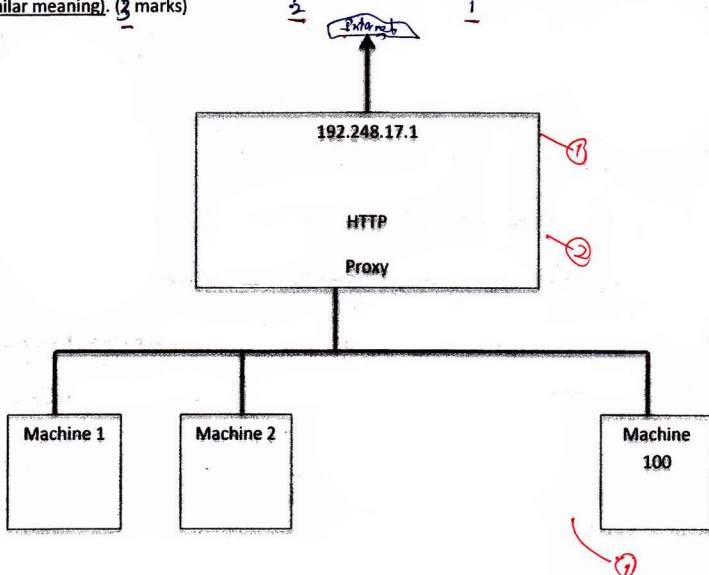 milar meaning). (3 marks)
2
1
Internet
192.248.17.1
1
HTTP
2
Proxy
Machine 1
Machine 2
Machine
100
1